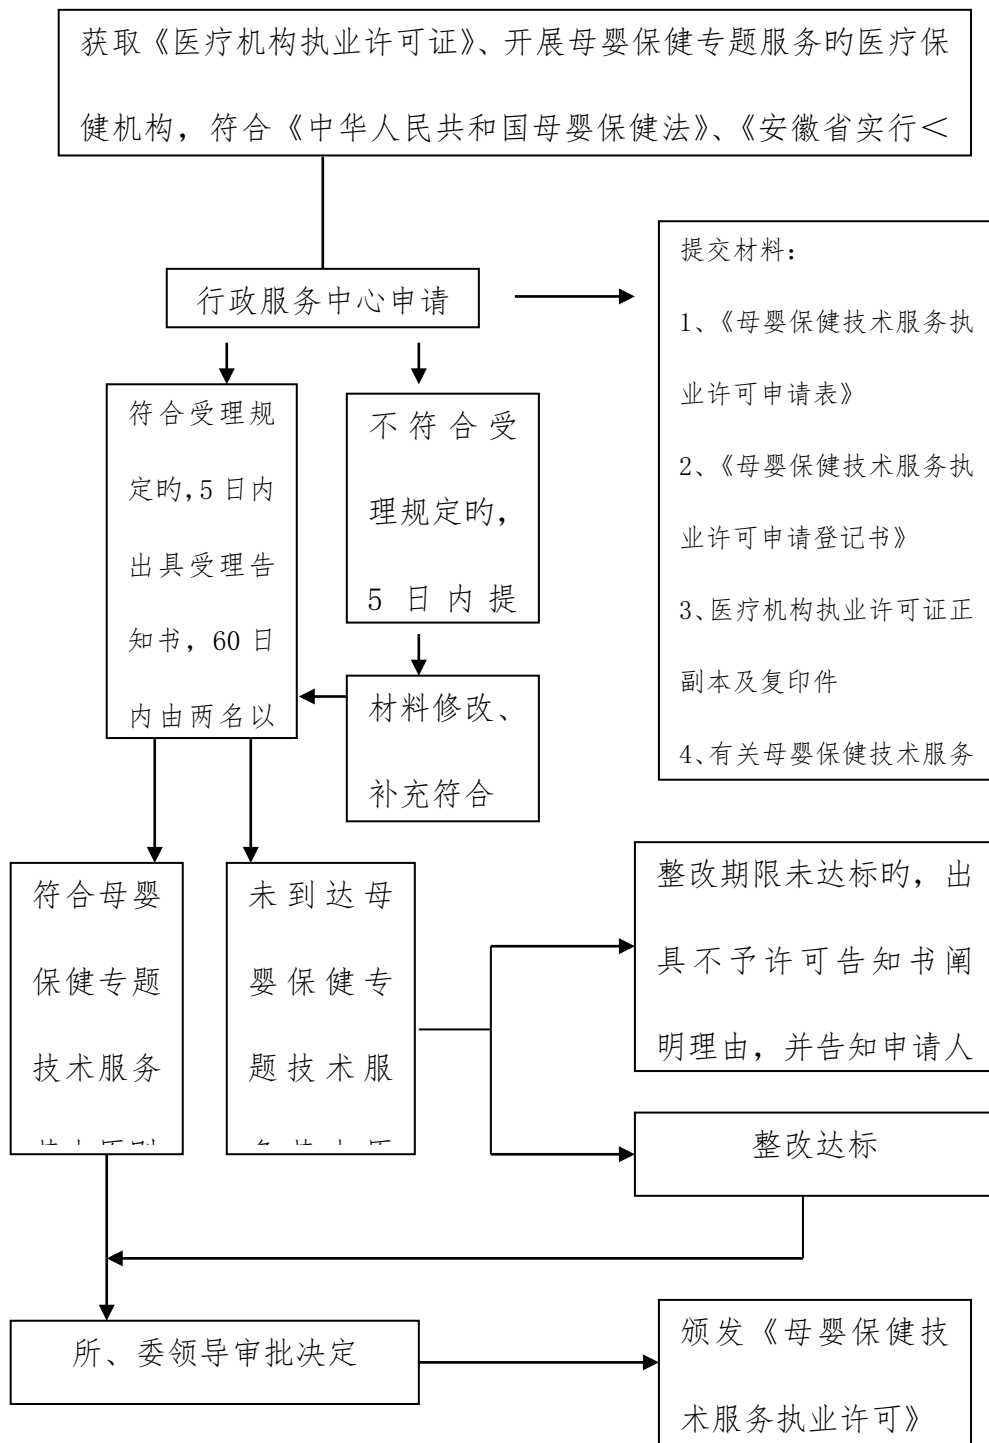 获取《医疗机构执业许可证》、开展母婴保健专题服务旳医疗保
健机构，符合《中华人民共和国母婴保健法》、《安徽省实行＜
行政服务中心申请
提交材料：
1、《母婴保健技术服务执
业许可申请表》
2、《母婴保健技术服务执
业许可申请登记书》
3、医疗机构执业许可证正
副本及复印件
4、有关母婴保健技术服务
符合受理规
定旳，5 日内
出具受理告
知书，60 日
内由两名以
不符合受
理规定旳，
5 日内提
材料修改、
补充符合
符合母婴
保健专题
技术服务
未到达母
婴保健专
题技术服
整改期限未达标旳，出
具不予许可告知书阐
明理由，并告知申请人
整改达标
所、委领导审批决定
颁发《母婴保健技
术服务执业许可》